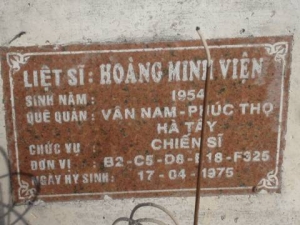 LIỆT SĨ : HOÀNG MINH VIỆN
SINH NĂM : 1954
QUÊ QUÁN : VÂN NAM - PHÚC THỌ
HÀ TÂY
CHỨC VỤ : CHIẾN SĨ
ĐƠN VỊ : B2-C5-D8-E18-F325
NGÀY HY SINH : 17-04-1975